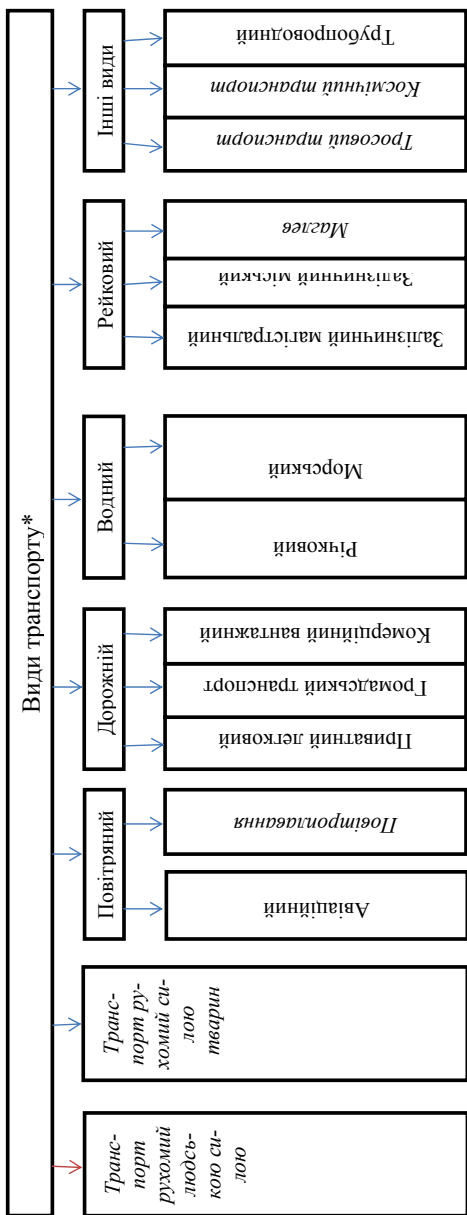 Види транспорту*
Транс-
порт
рухомий
людсь-
кою си-
лою
Транс-
порт ру-
хомий си-
лою
тварин
Повітряний
Авіаційний
Повітроплавання
Дорожній
Приватний легковий
Громадський транспорт
Комерційний вантажний
Водний
Річковий
Морський
Рейковий
Залізничний магістральний
Залізничний міський
Маглев
Інші види
Тросовий транспорт
Космічний транспорт
Трубопроводний